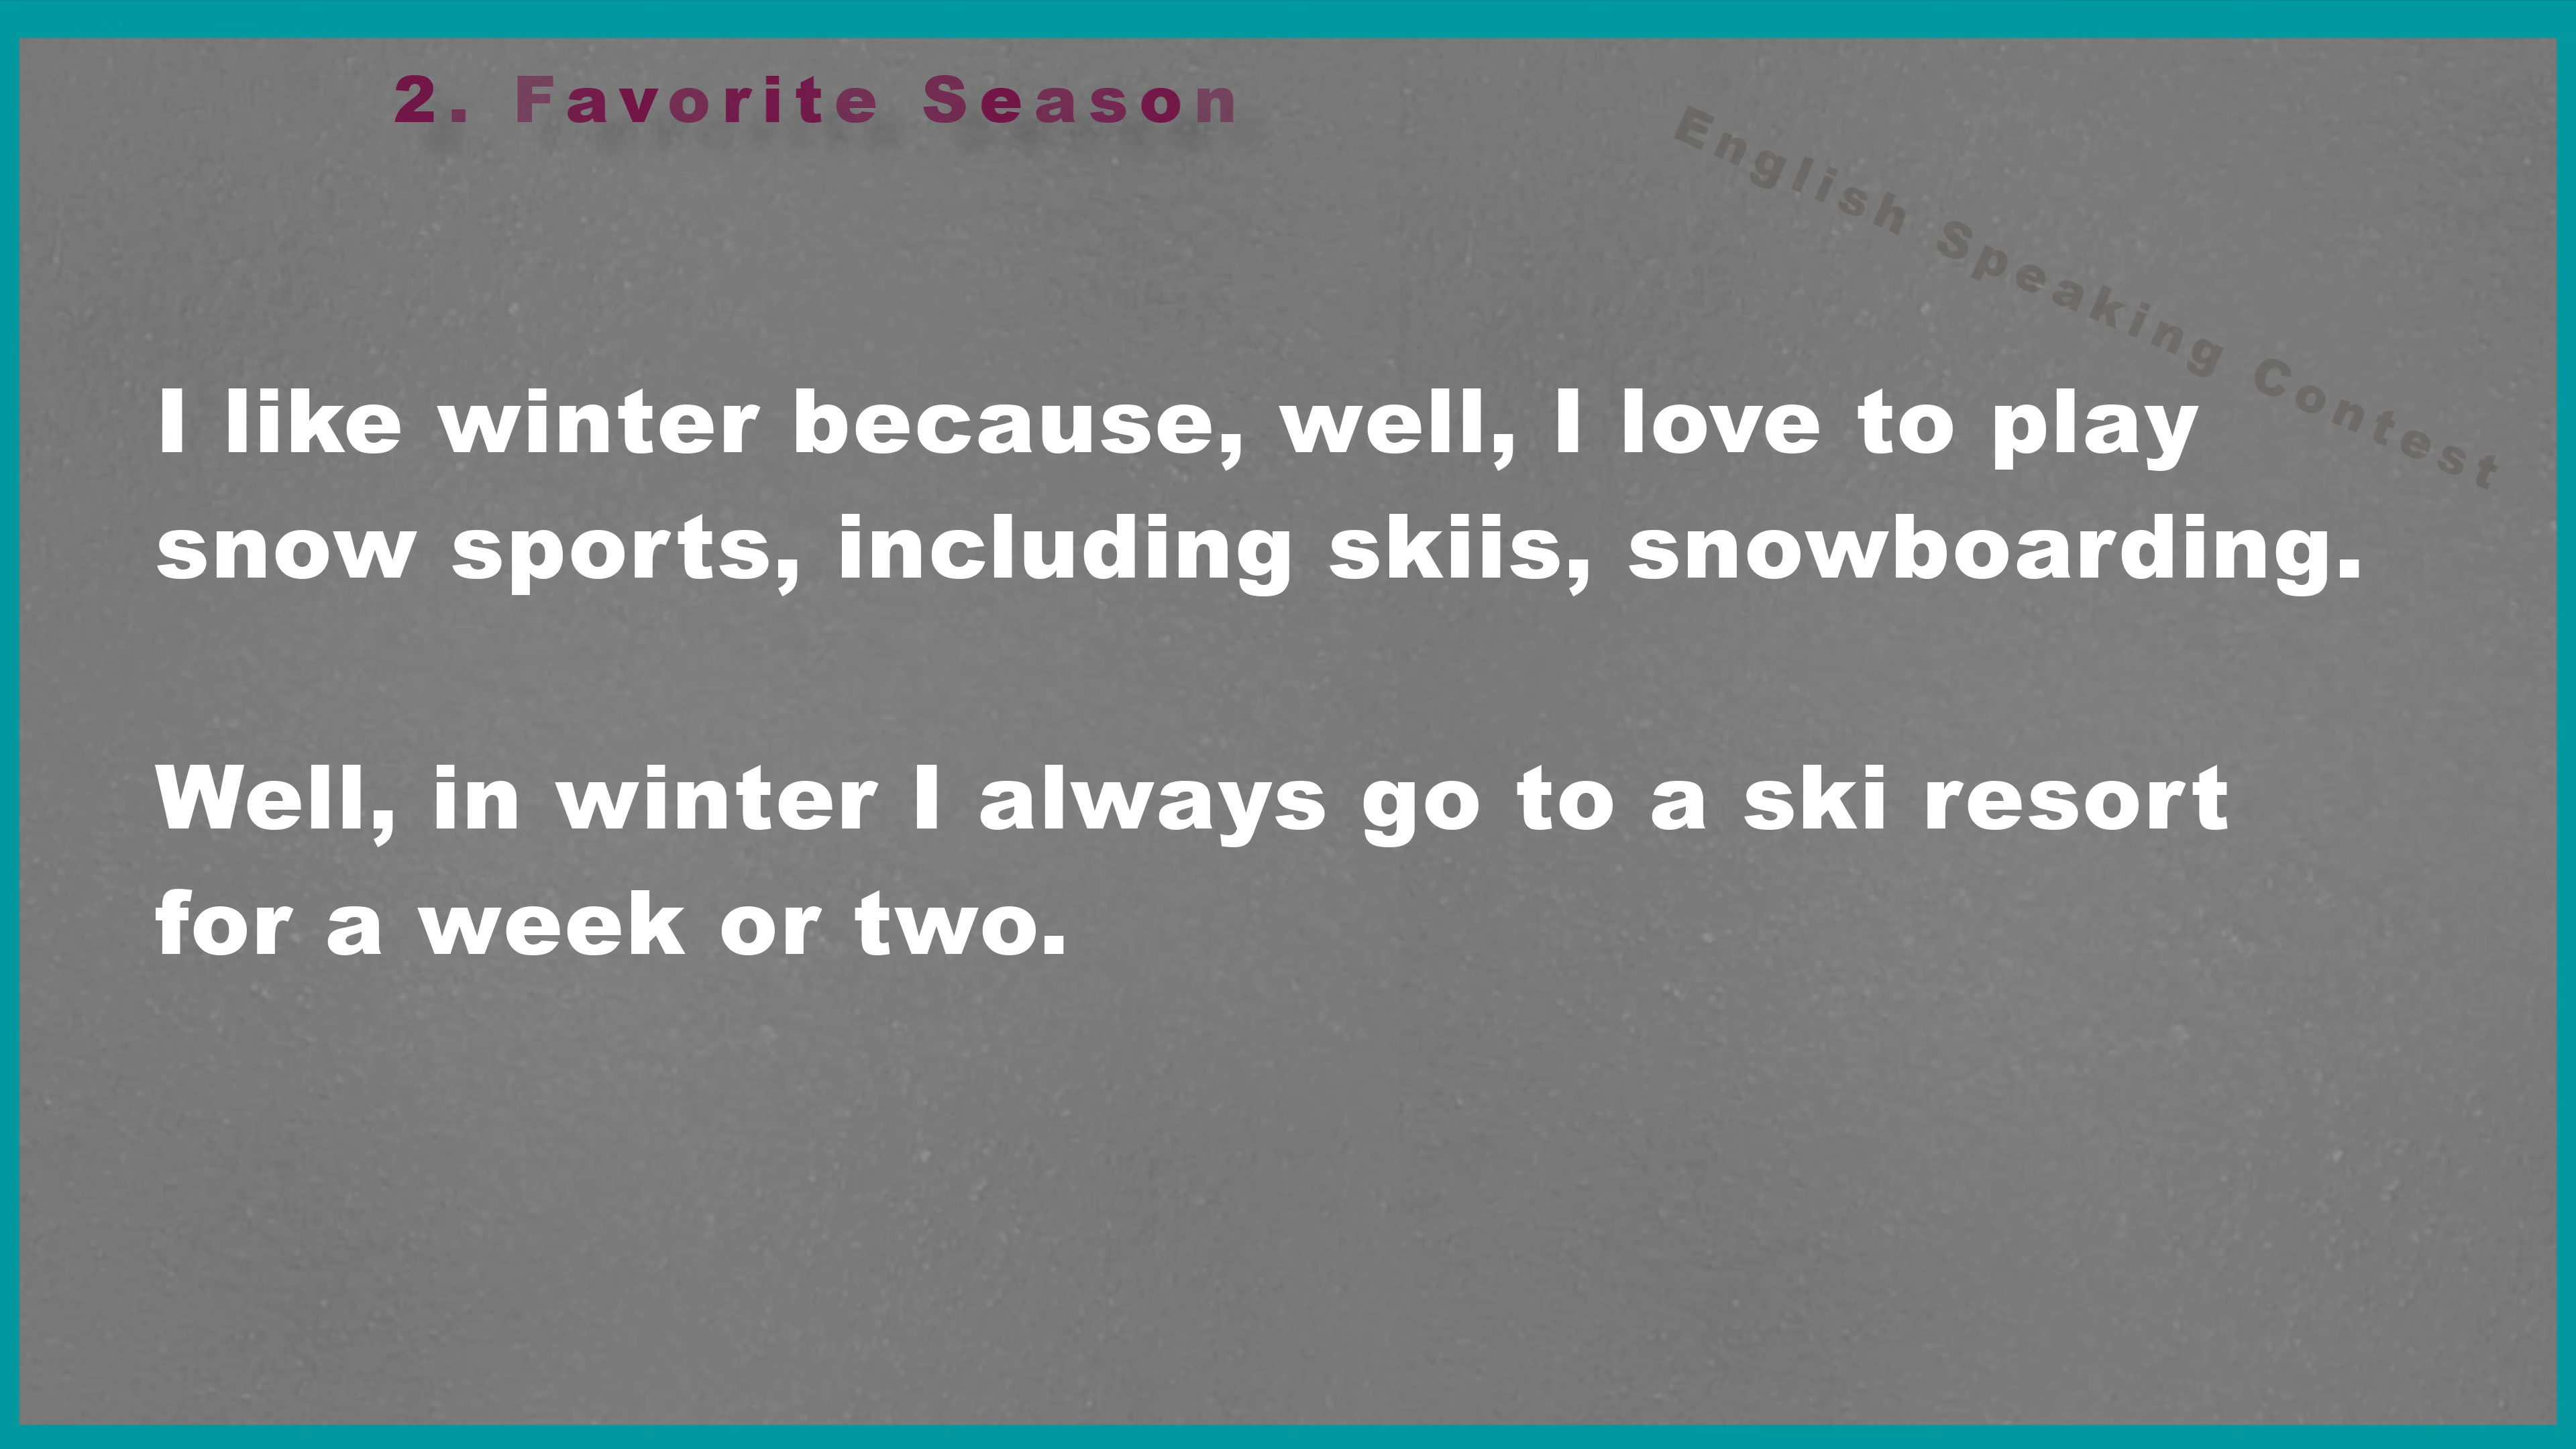 2. Favorite Season
English Speaking Contest
I like winter because, well, I love to play
snow sports, including skiis, snowboarding.
Well, in winter I always go to a ski resort
for a week or two.